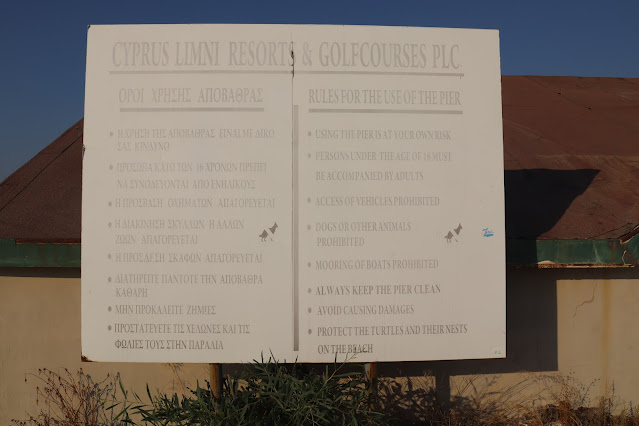 CYPRUS LIMNI RESORTS & GOLFCOURSES PLC
ΟΡΟΙ ΧΡΗΣΗΣ ΑΠΟΒΑΘΡΑΣ
Η ΧΡΗΣΗ ΤΗΣ ΑΠΟΒΑΘΡΑΣ ΕΙΝΑΙ ΜΕ ΔΙΚΟ
ΣΑΣ ΚΙΝΔΥΝΟ
ΠΡΟΣΩΠΑ ΚΑΤΩ ΤΩΝ 16 ΧΡΟΝΩΝ ΠΡΕΠΕΙ
ΝΑ ΣΥΝΟΔΕΥΟΝΤΑΙ ΑΠΟ ΕΝΗΛΙΚΟΥΣ
Η ΠΡΟΣΒΑΣΗ ΟΧΗΜΑΤΩΝ ΑΠΑΓΟΡΕΥΕΤΑΙ
Η ΔΙΑΚΙΝΗΣΗ ΣΚΥΛΛΩΝ Ή ΑΛΛΩΝ
ΖΩΩΝ ΑΠΑΓΟΡΕΥΕΤΑΙ
Η ΠΡΟΣΔΕΣΗ ΣΚΑΦΩΝ ΑΠΑΓΟΡΕΥΕΤΑΙ
ΔΙΑΤΗΡΕΙΤΕ ΠΑΝΤΟΤΕ ΤΗΝ ΑΠΟΒΑΘΡΑ
ΚΑΘΑΡΗ
ΜΗΝ ΠΡΟΚΑΛΕΙΤΕ ΖΗΜΙΕΣ
ΠΡΟΣΤΑΤΕΥΕΤΕ ΤΙΣ ΧΕΛΩΝΕΣ ΚΑΙ ΤΙΣ
ΦΩΛΙΕΣ ΤΟΥΣ ΣΤΗΝ ΠΑΡΑΛΙΑ
RULES FOR THE USE OF THE PIER
USING THE PIER IS AT YOUR OWN RISK
PERSONS UNDER THE AGE OF 16 MUST
BE ACCOMPANIED BY ADULTS
ACCESS OF VEHICLES PROHIBITED
DOGS OR OTHER ANIMALS
PROHIBITED
MOORING OF BOATS PROHIBITED
ALWAYS KEEP THE PIER CLEAN
AVOID CAUSING DAMAGES
PROTECT THE TURTLES AND THEIR NESTS
ON THE BEACH